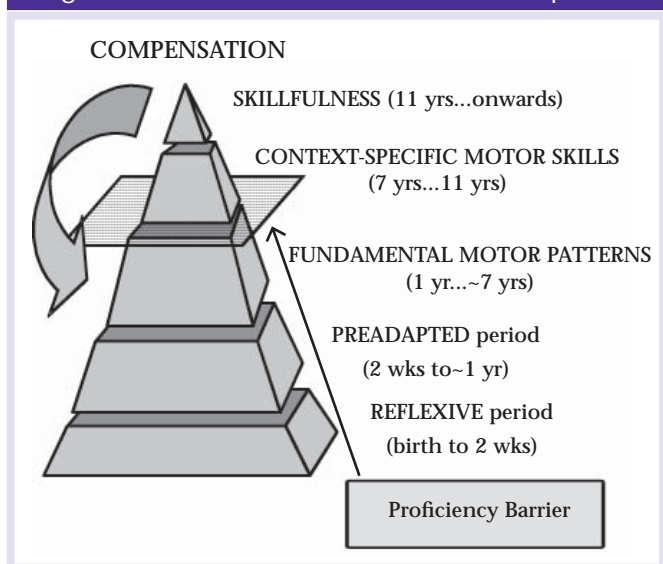 COMPENSATION
SKILLFULNESS (11 yrs...onwards)
CONTEXT-SPECIFIC MOTOR SKILLS
(7 yrs...11 yrs)
FUNDAMENTAL MOTOR PATTERNS
(1 yr...~7 yrs)
PREADAPTED period
(2 wks to~1 yr)
REFLEXIVE period
(birth to 2 wks)
Proficiency Barrier